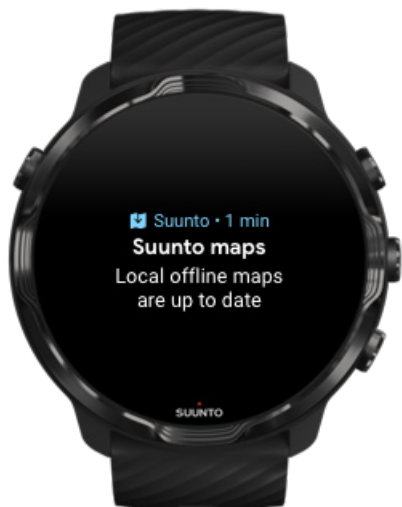 Suunto • 1 min
Suunto maps
Local offline maps
are up to date
SUUNTO